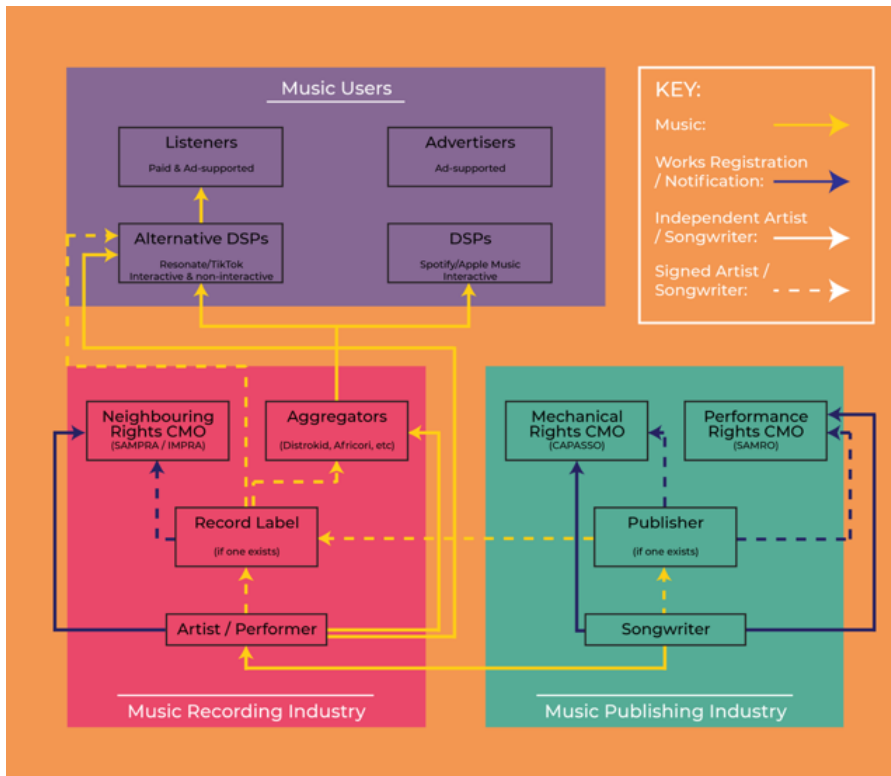 Music Users
Listeners
Paid & Ad-supported
Advertisers
Ad-supported
Alternative DSPs
Resonate/TikTok
Interactive & non-interactive
DSPs
Spotify/Apple Music
Interactive
KEY:
Music:
Works Registration
/ Notification:
Independent Artist
/ Songwriter:
Signed Artist /
Songwriter:
Neighbouring
Rights CMO
(SAMPRA / IMPRA)
Aggregators
(Distrokid, Africori, etc)
Record Label
(if one exists)
Artist / Performer
Music Recording Industry
Mechanical
Rights CMO
(CAPASSO)
Performance
Rights CMO
(SAMRO)
Publisher
(if one exists)
Songwriter
Music Publishing Industry